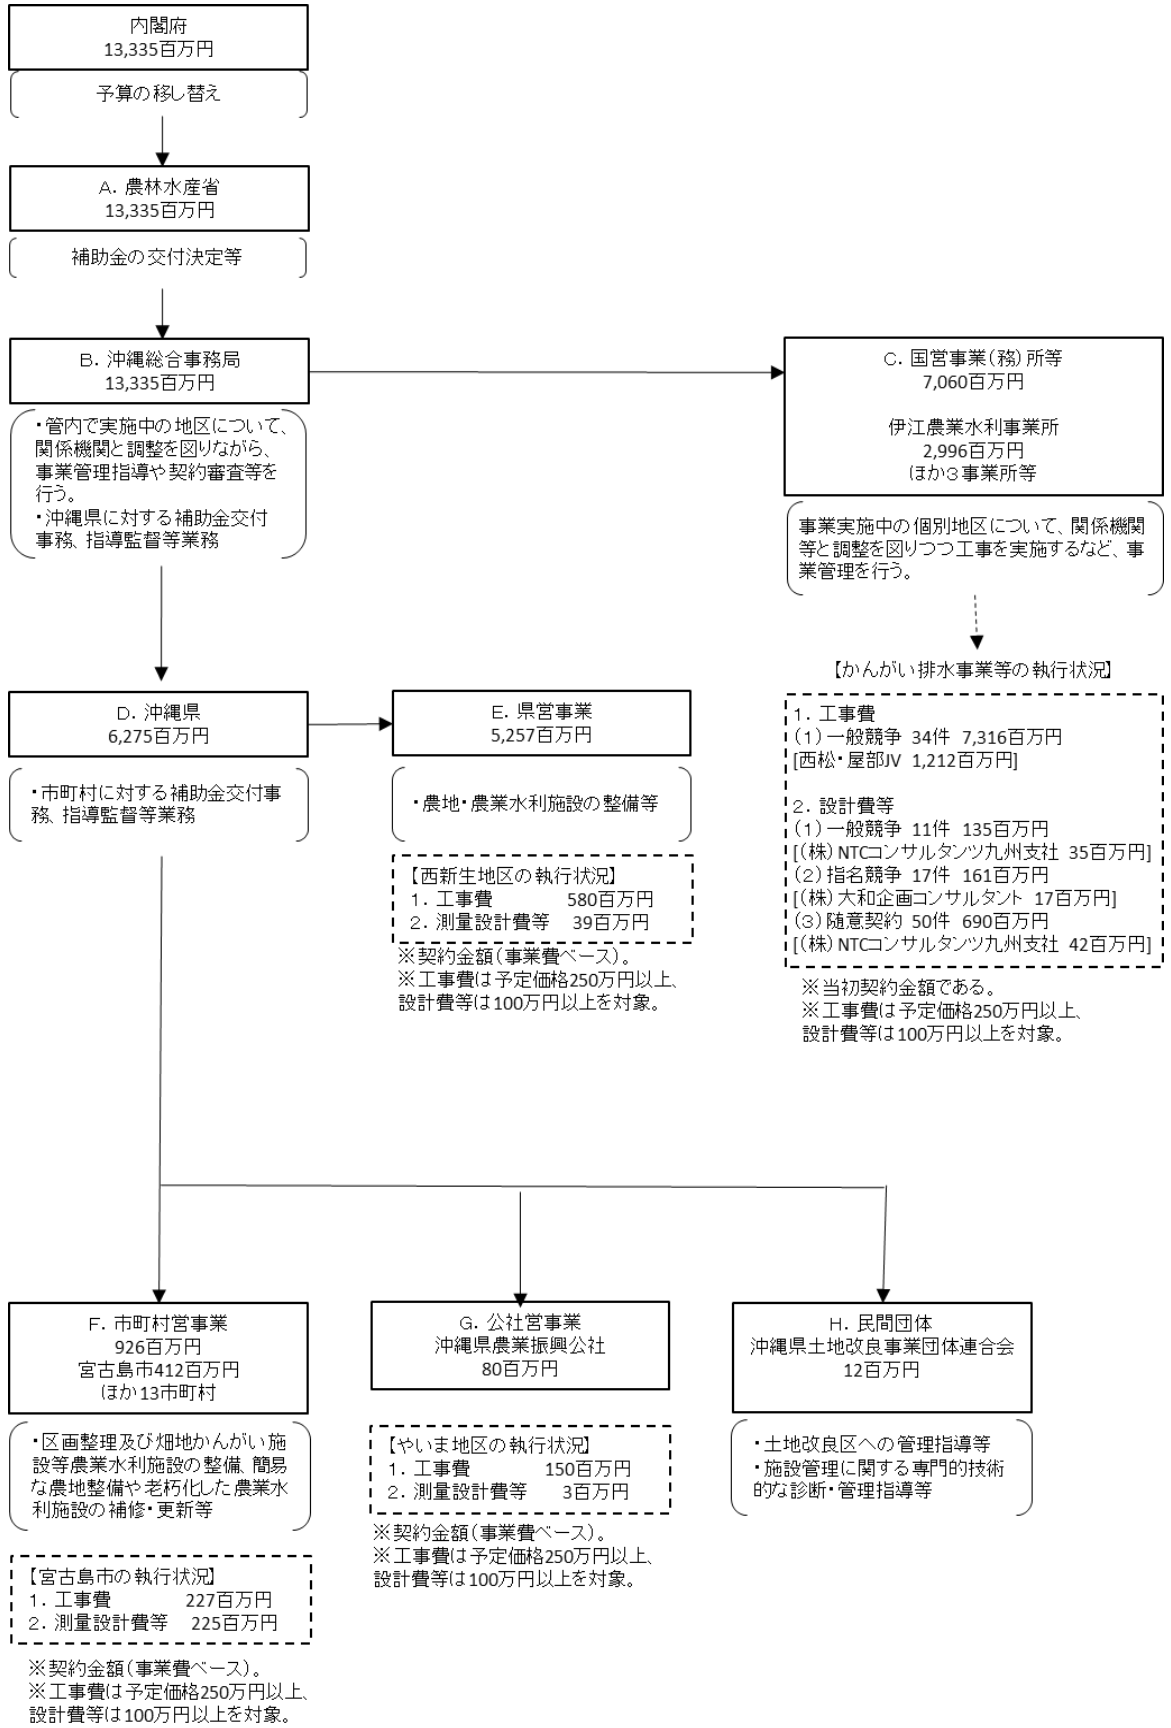 内閣府
13,335百万円
予算の移し替え
A．農林水産省
13,335百万円
補助金の交付決定等
B．沖縄総合事務局
13,335百万円
・管内で実施中の地区について、
関係機関と調整を図りながら、
事業管理指導や契約審査等を
行う。
・沖縄県に対する補助金交付
事務、指導監督等業務
C．国営事業(務)所等
7,060百万円
伊江農業水利事業所
2,996百万円
ほか３事業所等
事業実施中の個別地区について、関係機関
等と調整を図りつつ工事を実施するなど、事
業管理を行う。
【かんがい排水事業等の執行状況】
１．工事費
（１）一般競争 34件 7,316百万円
[西松・屋部JV 1,212百万円]
２．設計費等
（１）一般競争 11件 135百万円
[(株)NTCコンサルタンツ九州支社 35百万円]
（２）指名競争 17件 161百万円
[(株)大和企画コンサルタント 17百万円]
（３）随意契約 50件 690百万円
[(株)NTCコンサルタンツ九州支社 42百万円]
※当初契約金額である。
※工事費は予定価格250万円以上、
設計費等は100万円以上を対象。
D．沖縄県
6,275百万円
・市町村に対する補助金交付事
務、指導監督等業務
E．県営事業
5,257百万円
・農地・農業水利施設の整備等
【西新生地区の執行状況】
１．工事費 580百万円
２．測量設計費等 39百万円
※契約金額（事業費ベース）。
※工事費は予定価格250万円以上、
設計費等は100万円以上を対象。
F．市町村営事業
926百万円
宮古島市412百万円
ほか13市町村
・区画整理及び畑地かんがい施
設等農業水利施設の整備、簡易
な農地整備や老朽化した農業水
利施設の補修・更新等
【宮古島市の執行状況】
１．工事費 227百万円
２．測量設計費等 225百万円
※契約金額（事業費ベース）。
※工事費は予定価格250万円以上、
設計費等は100万円以上を対象。
G．公社営事業
沖縄県農業振興公社
80百万円
【やいま地区の執行状況】
１．工事費 150百万円
２．測量設計費等 3百万円
※契約金額（事業費ベース）。
※工事費は予定価格250万円以上、
設計費等は100万円以上を対象。
H．民間団体
沖縄県土地改良事業団体連合会
12百万円
・土地改良区への管理指導等
・施設管理に関する専門的技術
的な診断・管理指導等